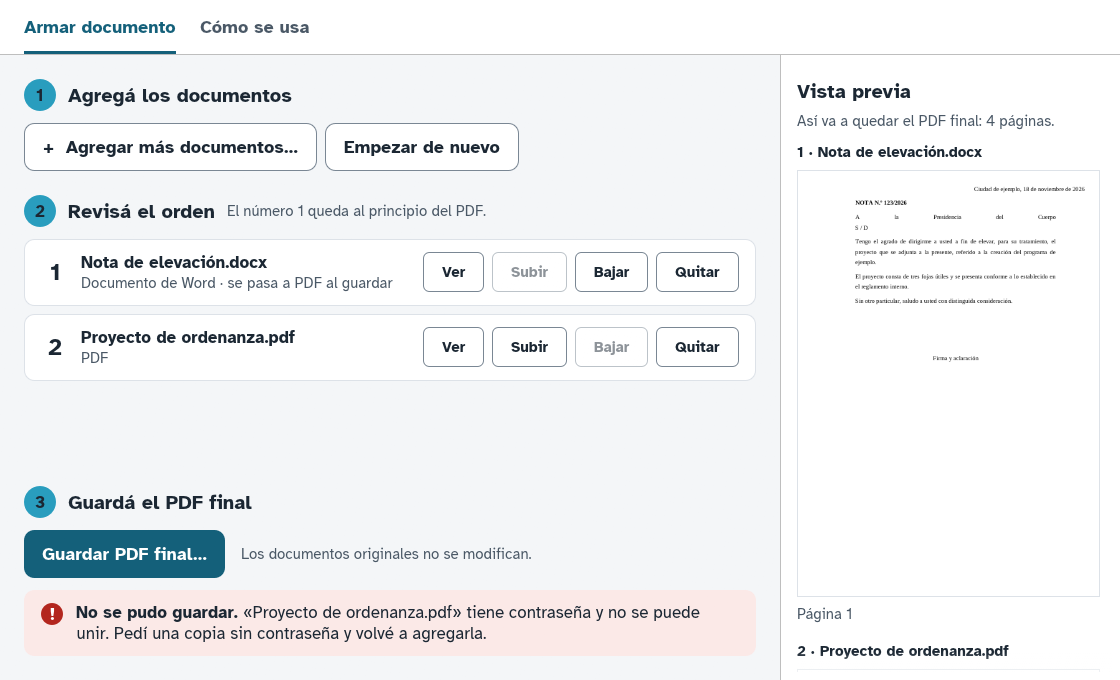 Armar documento
Cómo se usa
1
Agregá los documentos
+ Agregar más documentos...
Empezar de nuevo
2
Revisá el orden
El número 1 queda al principio del PDF.
1
Nota de elevación.docx
Documento de Word · se pasa a PDF al guardar
Ver
Subir
Bajar
Quitar
2
Proyecto de ordenanza.pdf
PDF
Ver
Subir
Bajar
Quitar
3
Guardá el PDF final
Guardar PDF final...
Los documentos originales no se modifican.
No se pudo guardar. «Proyecto de ordenanza.pdf» tiene contraseña y no se puede
unir. Pedí una copia sin contraseña y volvé a agregarla.
Vista previa
Así va a quedar el PDF final: 4 páginas.
1 · Nota de elevación.docx
Ciudad de ejemplo, 18 de noviembre de 2026
NOTA N.º 123/2026
A la Presidencia del Cuerpo
S / D
Tengo el agrado de dirigirme a usted a fin de elevar, para su tratamiento, el
proyecto que se adjunta a la presente, referido a la creación del programa de
ejemplo.
El proyecto consta de tres fojas útiles y se presenta conforme a lo establecido en
el reglamento interno.
Sin otro particular, saludo a usted con distinguida consideración.
Firma y aclaración
Página 1
2 · Proyecto de ordenanza.pdf